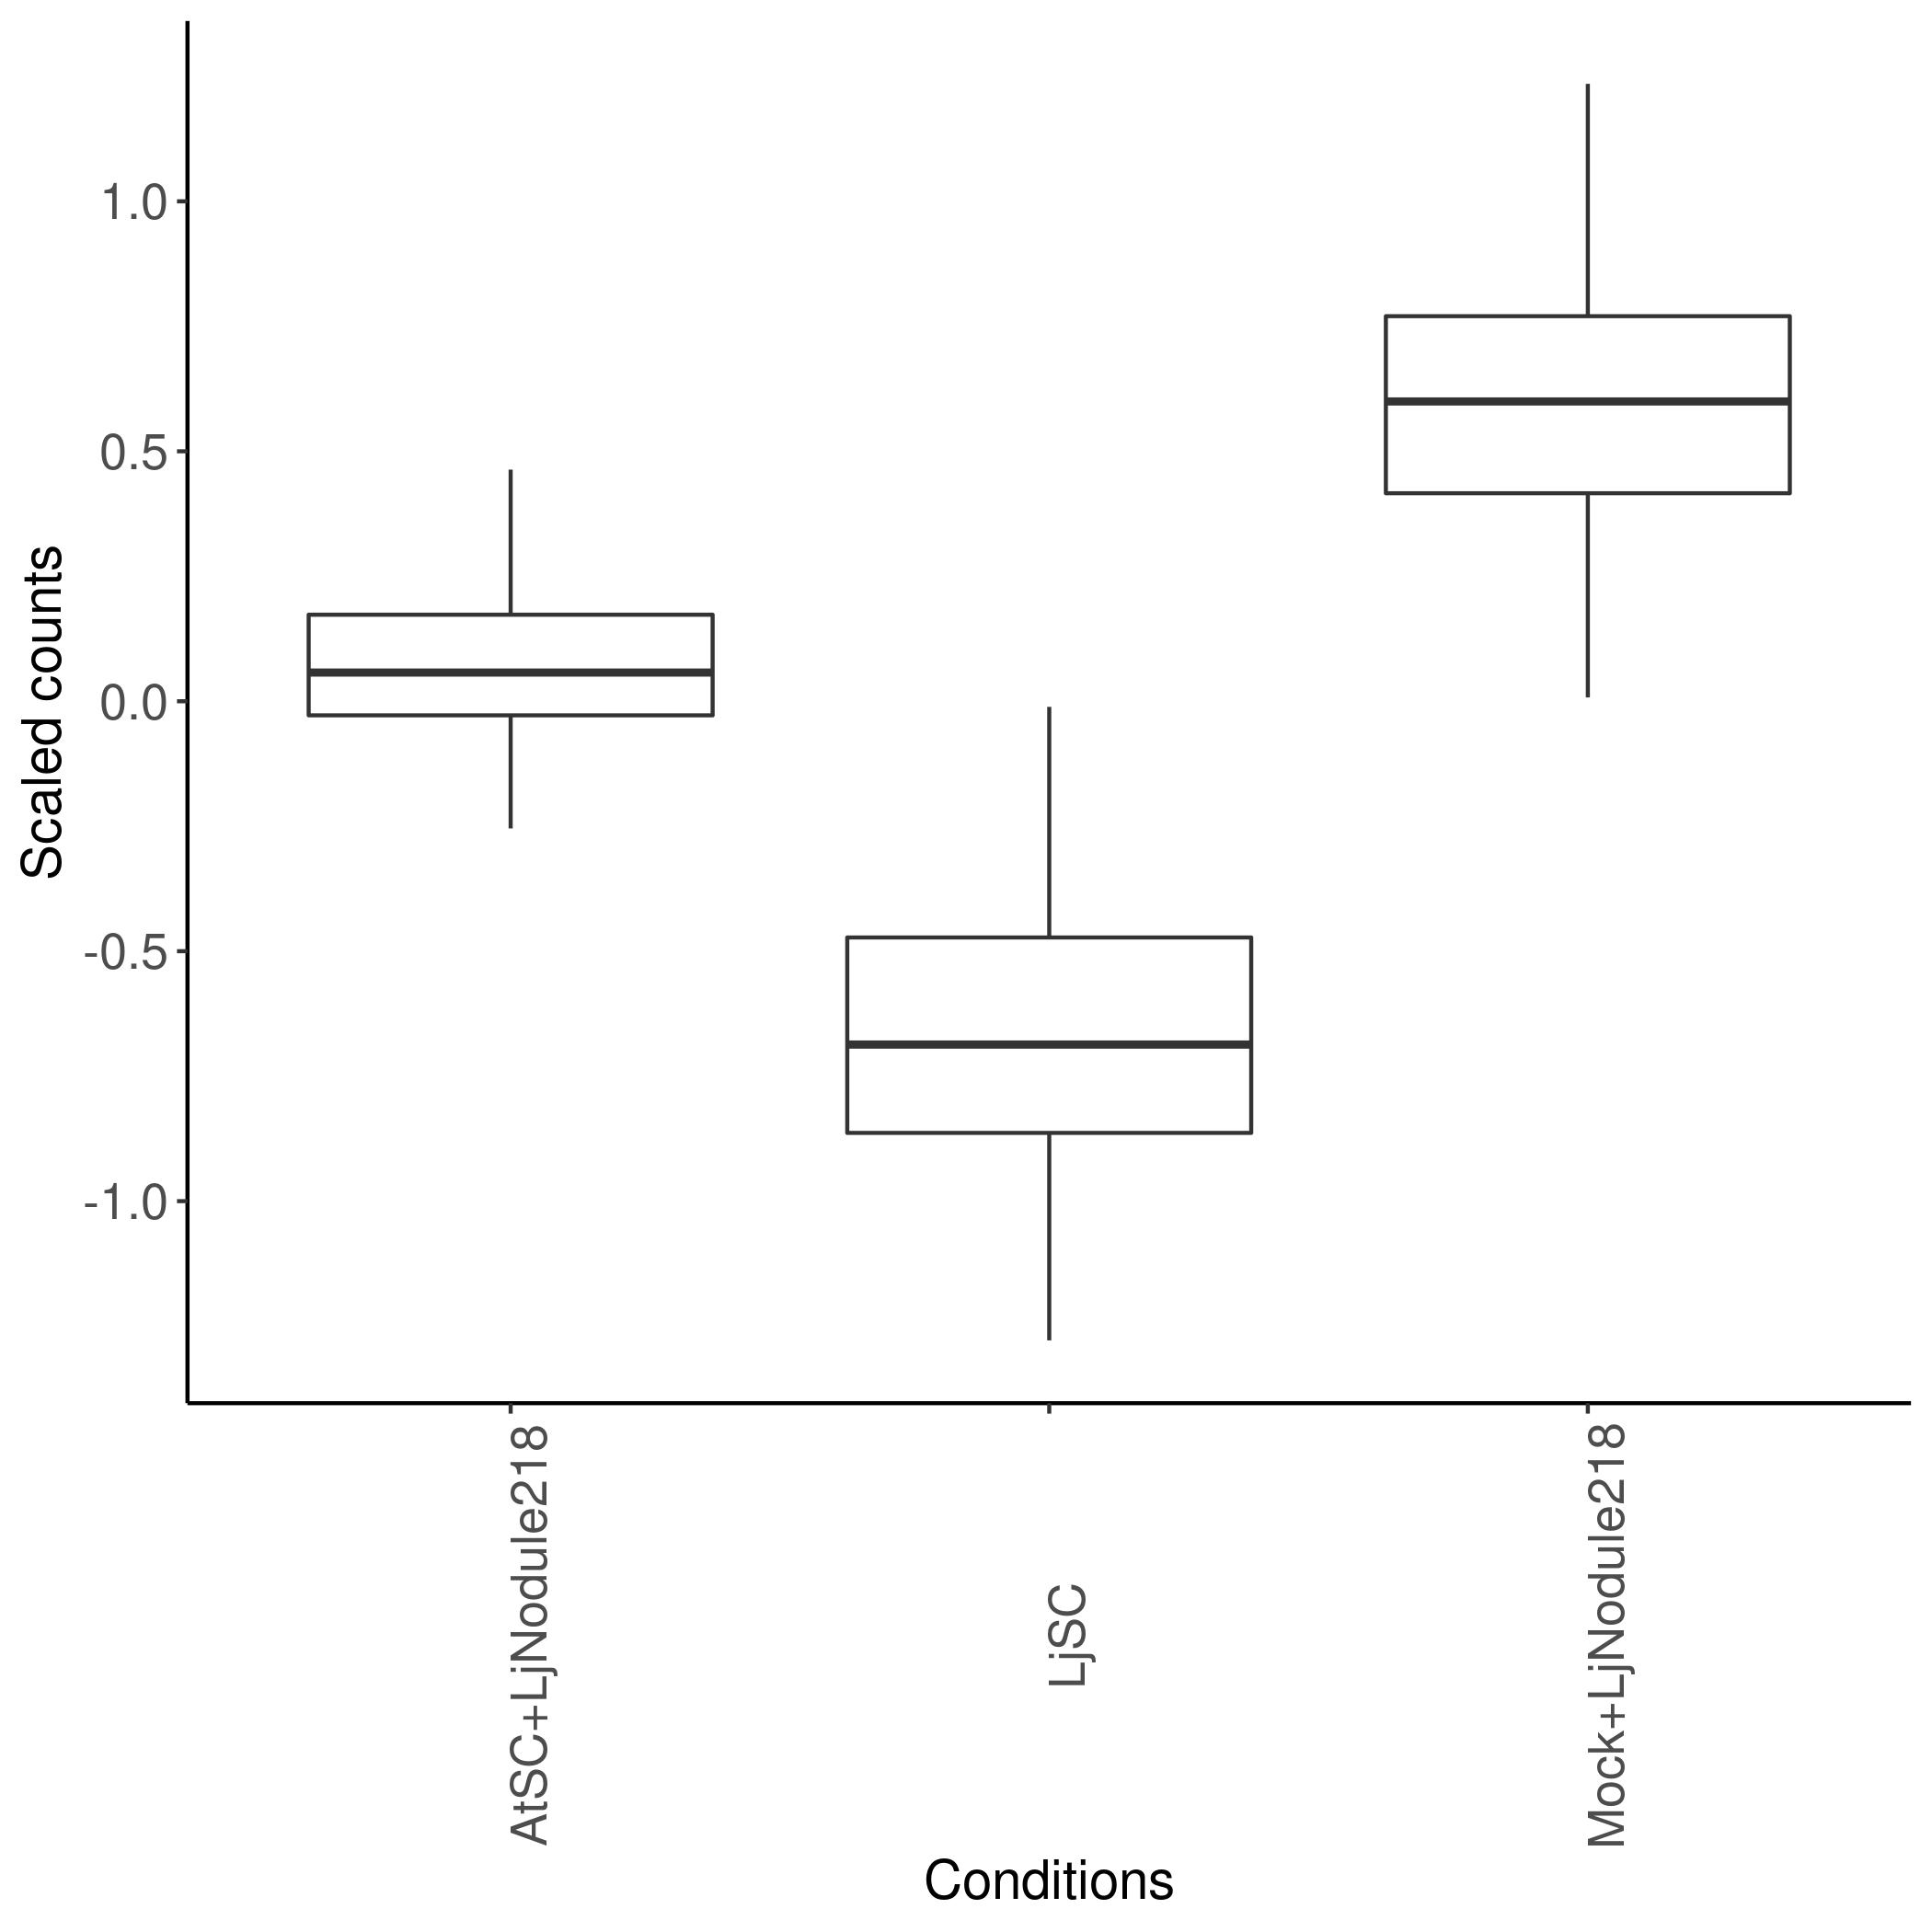 Scaled counts
1.0
0.5
0.0
-0.5
-1.0
AtSC+LjNodule218
LjSC
Mock+LjNodule218
Conditions